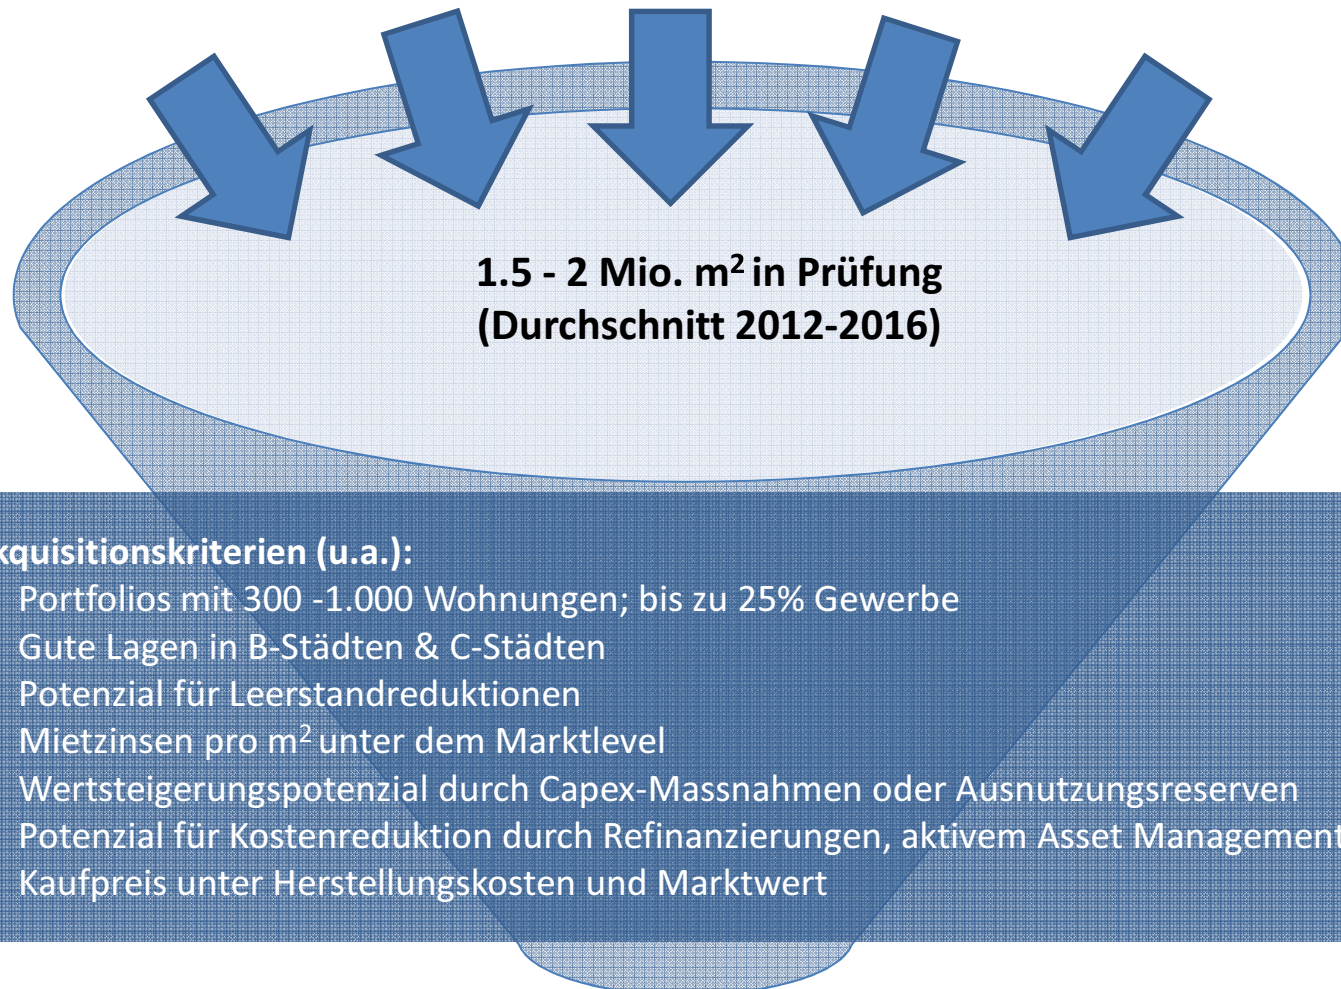 1.5 - 2 Mio. m² in Prüfung
(Durchschnitt 2012-2016)
kquisitionskriterien (u.a.):
Portfolios mit 300 -1.000 Wohnungen; bis zu 25% Gewerbe
Gute Lagen in B-Städten & C-Städten
Potenzial für Leerstandreduktionen
Mietzinsen pro m² unter dem Marktlevel
Wertsteigerungspotenzial durch Capex-Massnahmen oder Ausnutzungsreserven
Potenzial für Kostenreduktion durch Refinanzierungen, aktivem Asset Management
Kaufpreis unter Herstellungskosten und Marktwert